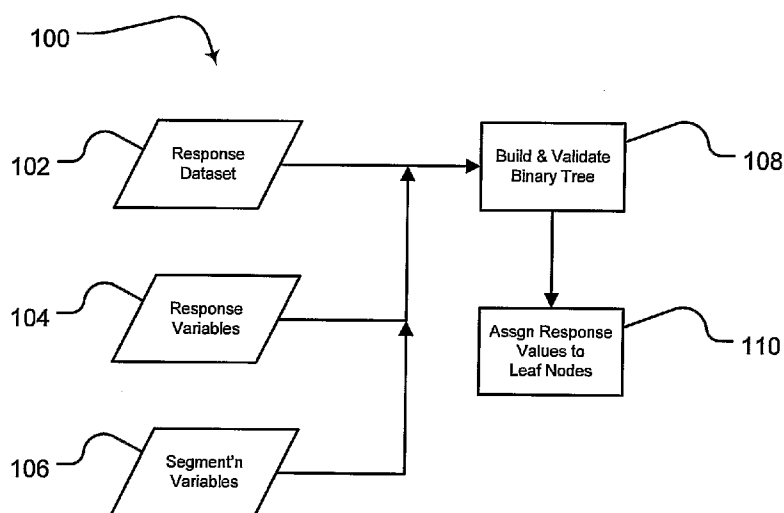 100
102
Response
Dataset
Build & Validate
Binary Tree
108
104
Response
Variables
Assgn Response
Values to
Leaf Nodes
110
106
Segment'n
Variables